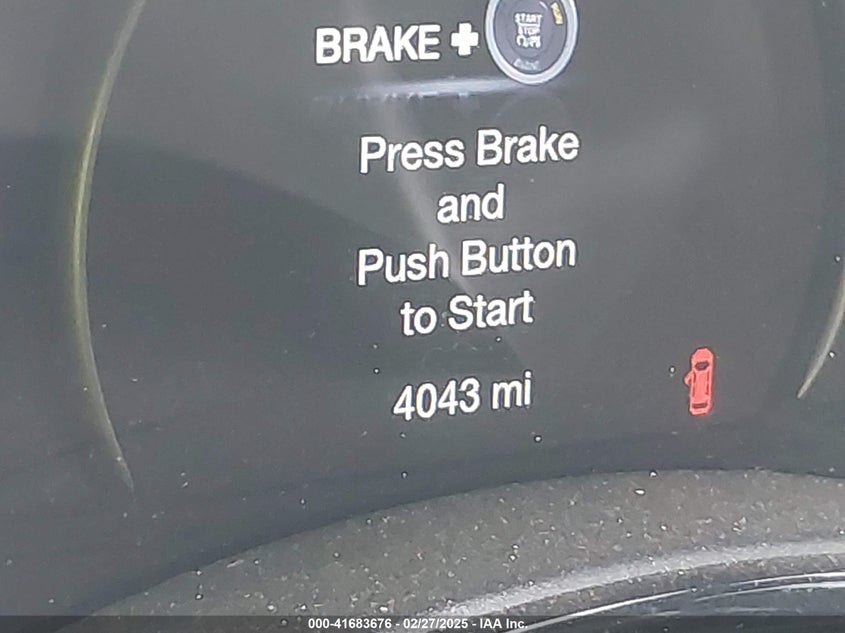 BRAKE +
START
STOP
Press Brake
and
Push Button
to Start
4043 mi
000-41683676 - 02/27/2025 - IAA Inc.